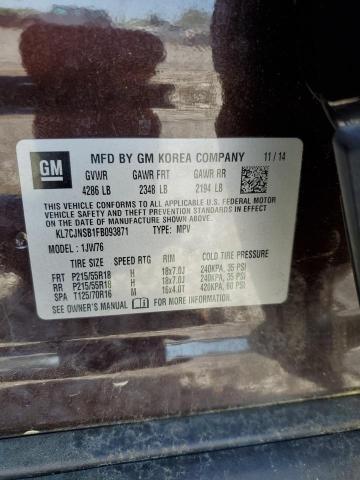 GM
MFD BY GM KOREA COMPANY 11/14
GVWR GAWR FRT GAWR RR
4286 LB 2348 LB 2194 LB
THIS VEHICLE CONFORMS TO ALL APPLICABLE U.S. FEDERAL MOTOR
VEHICLE SAFETY, BUMPER, AND THEFT PREVENTION STANDARDS IN
EFFECT ON THE DATE OF MANUFACTURE SHOWN ABOVE.
KL7CJNSB1FB093871 TYPE: MPV
MODEL: 1JW76
TIRE SIZE SPEED RTG RIM COLD TIRE PRESSURE
FRT P215/55R18 H 18x7.0J 240KPA, 35 PSI
RR P215/55R18 H 18x7.0J 240KPA, 35 PSI
SPA T125/70R16 M 16x4.0T 420KPA, 60 PSI
SEE OWNER'S MANUAL FOR ADDITIONAL INFORMATION